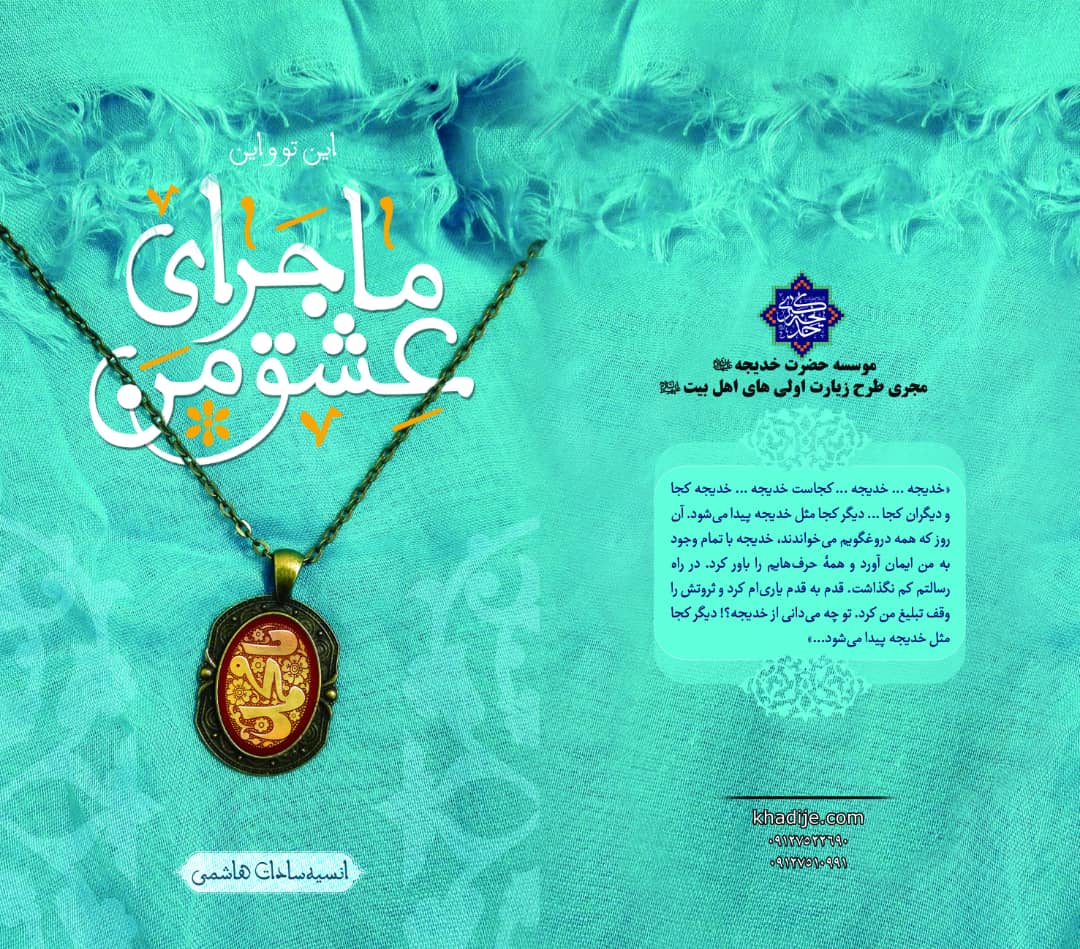 این تو و این
ماجرای
عشق من
محمد
انسیه سادات هاشمی
خدیجه کبری
موسسه حضرت خدیجه
مجری طرح زیارت اولی های اهل بیت
«خدیجه ... خدیجه ... کجاست خدیجه ... خدیجه کجا
و دیگران کجا ... دیگر کجا مثل خدیجه پیدا می‌شود. آن
روز که همه دروغگویم می‌خواندند، خدیجه با تمام وجود
به من ایمان آورد و همهٔ حرف‌هایم را باور کرد. در راه
رسالتم کم نگذاشت. قدم به قدم یاری‌ام کرد و ثروتش را
وقف تبلیغ من کرد. تو چه می‌دانی از خدیجه؟! دیگر کجا
مثل خدیجه پیدا می‌شود...»
khadije.com
۰۹۱۲۷۵۲۲۶۹۰
۰۹۱۲۷۵۱۰۹۹۱